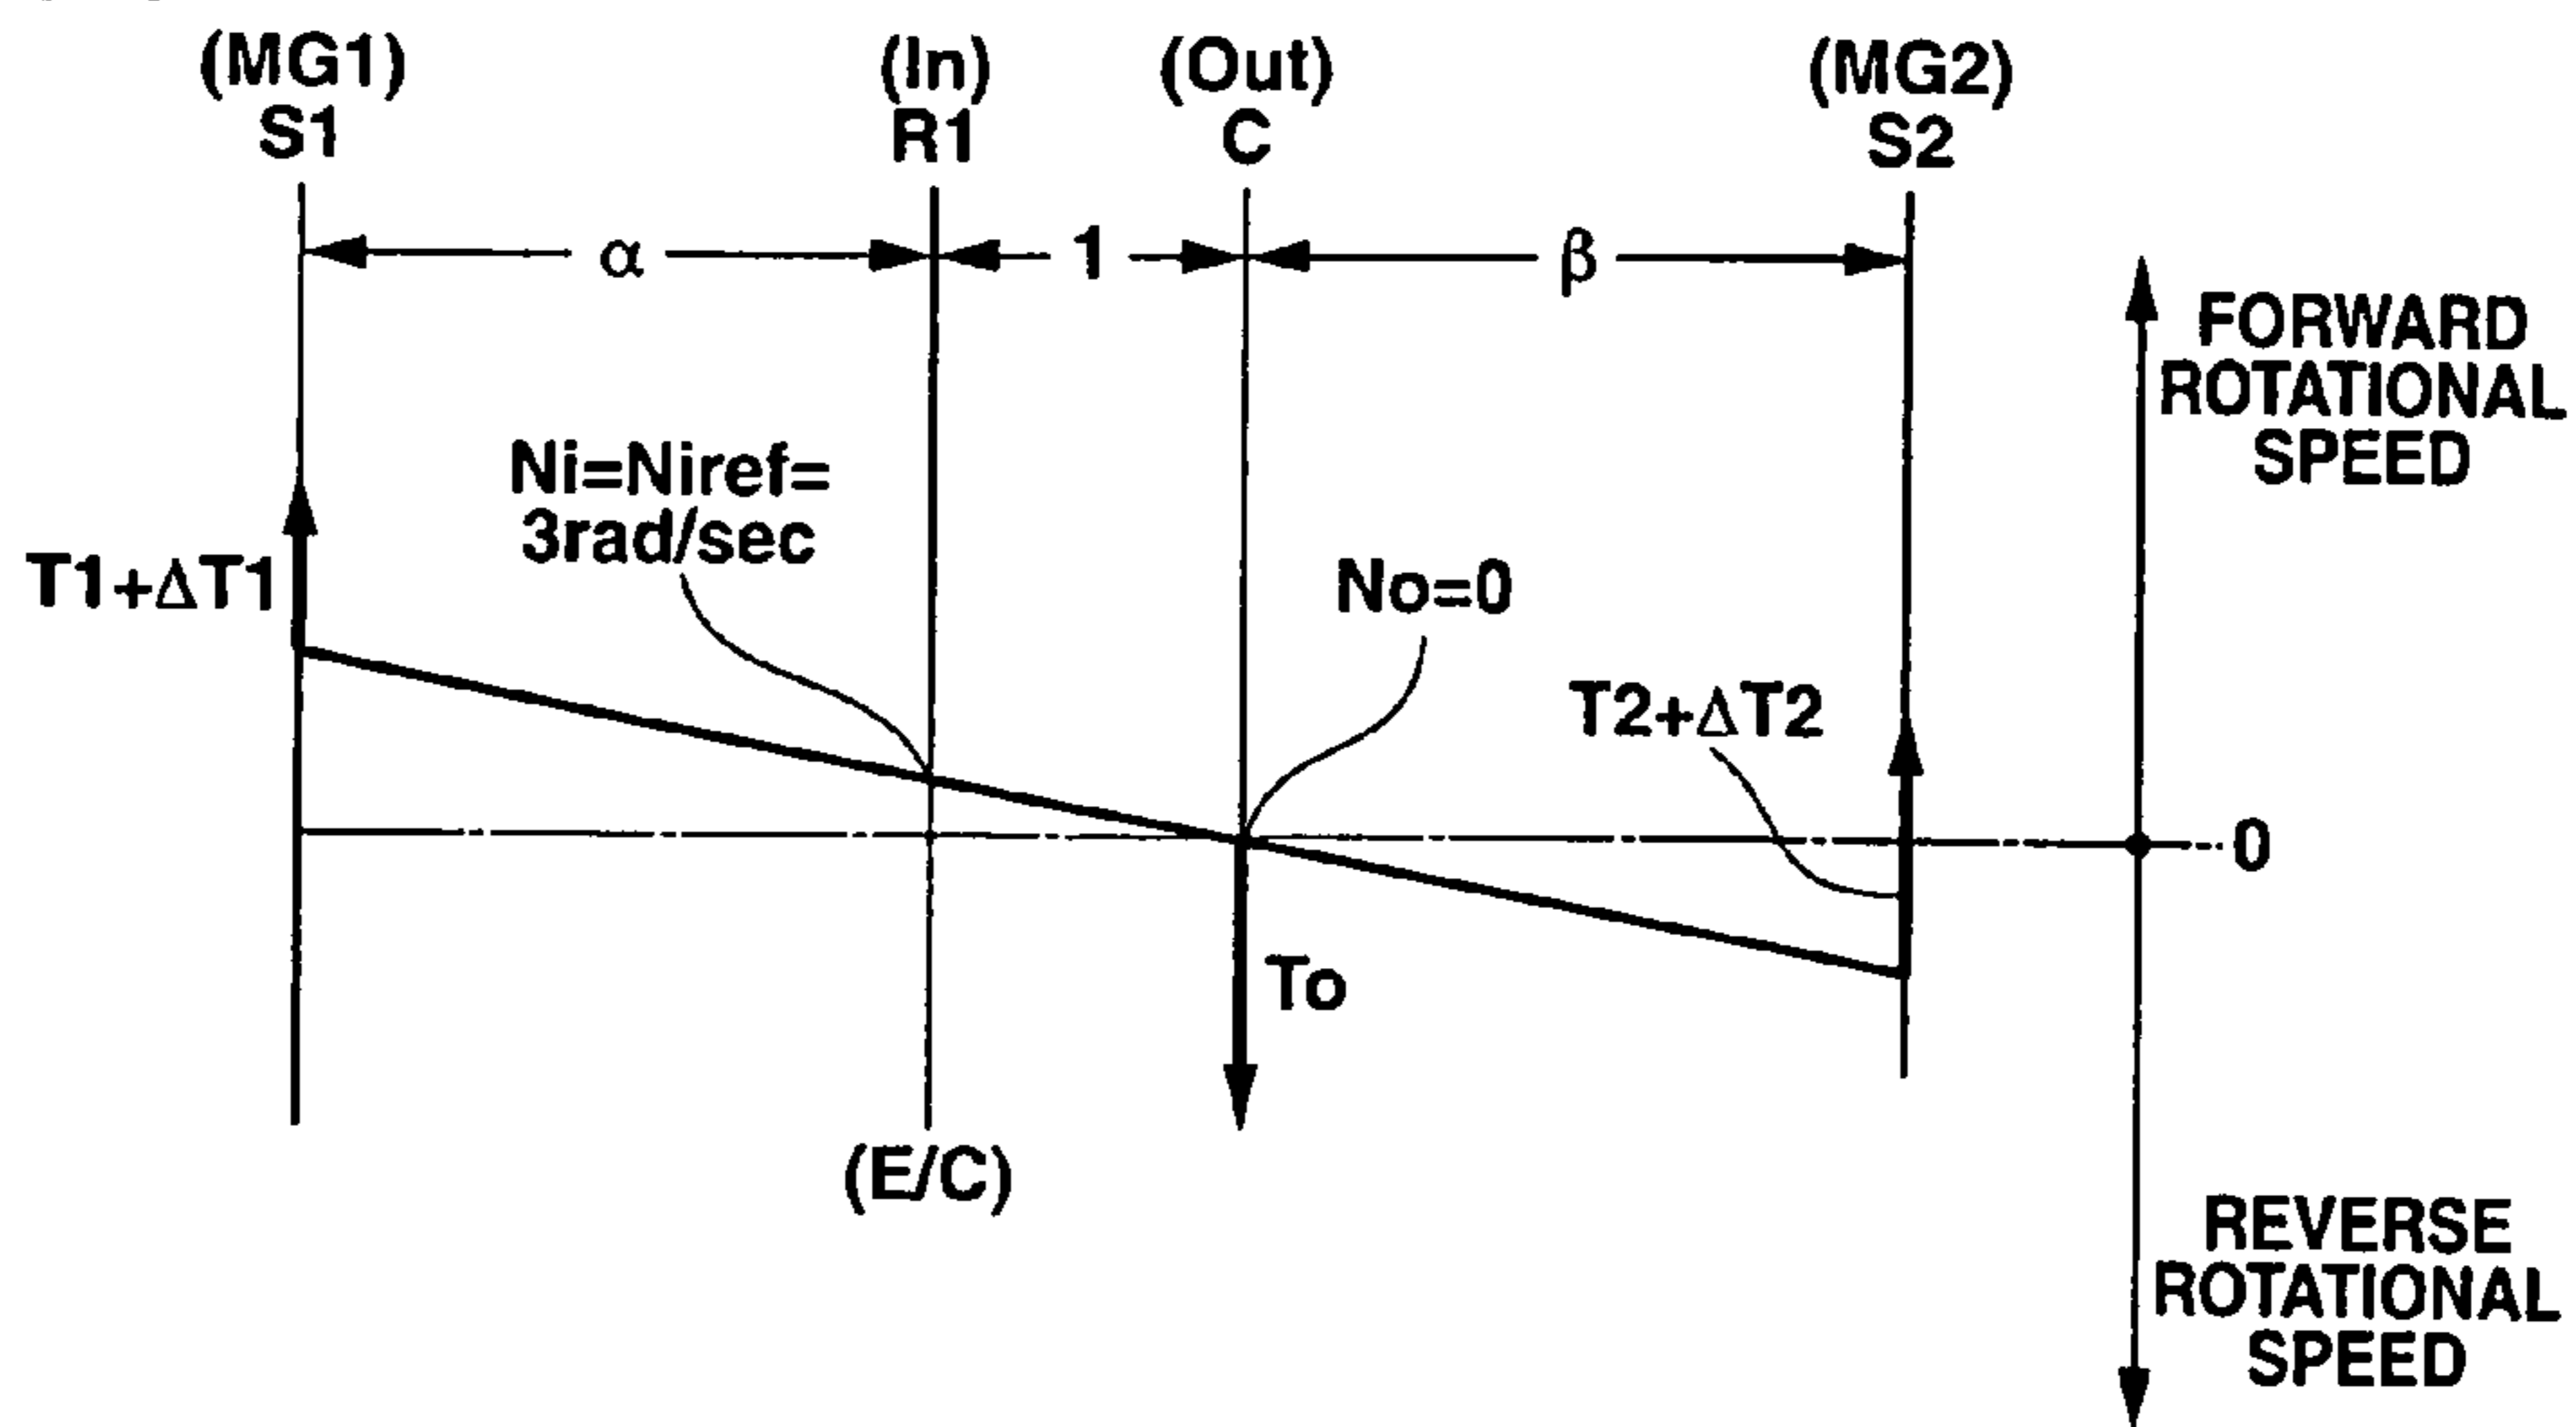 (MG1)
S1
(In)
R1
(Out)
C
(MG2)
S2
α
1
β
FORWARD
ROTATIONAL
SPEED
Ni=Niref=
3rad/sec
T1+ΔT1
No=0
T2+ΔT2
0
To
(E/C)
REVERSE
ROTATIONAL
SPEED